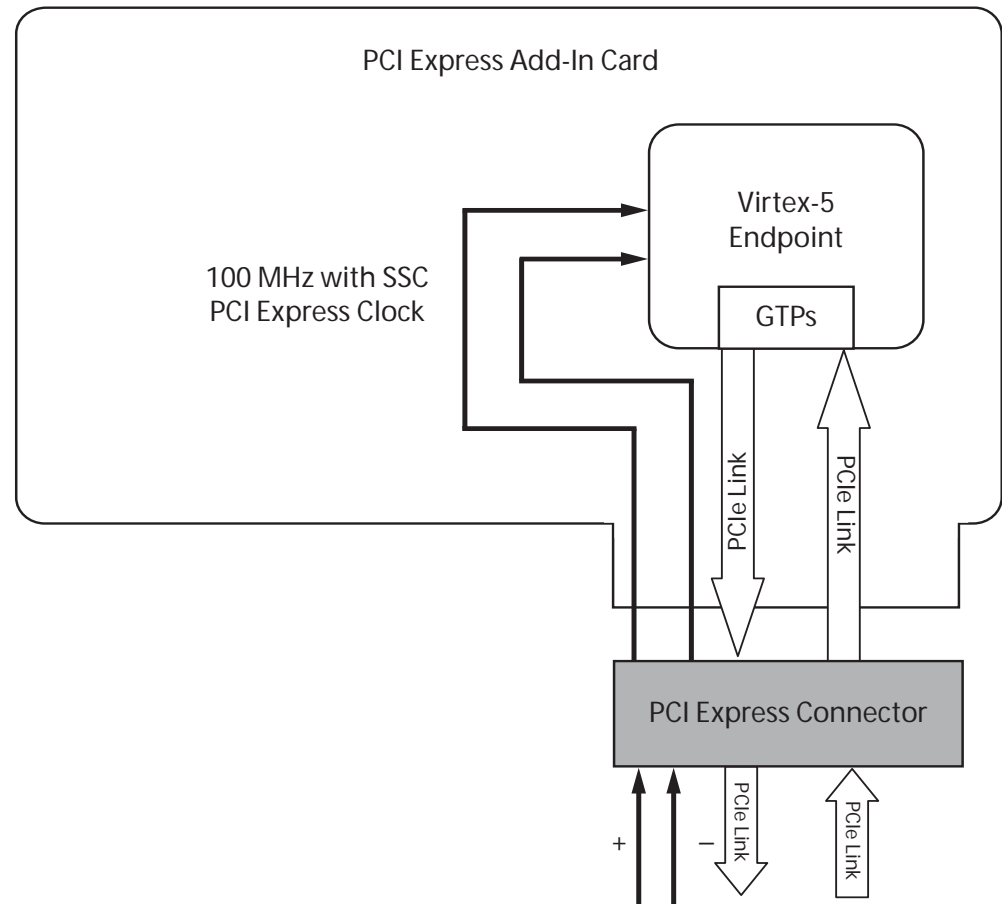 PCI Express Add-In Card
Virtex-5
Endpoint
100 MHz with SSC
PCI Express Clock
GTPs
PCIe Link
PCIe Link
PCI Express Connector
+
–
PCIe Link
PCIe Link